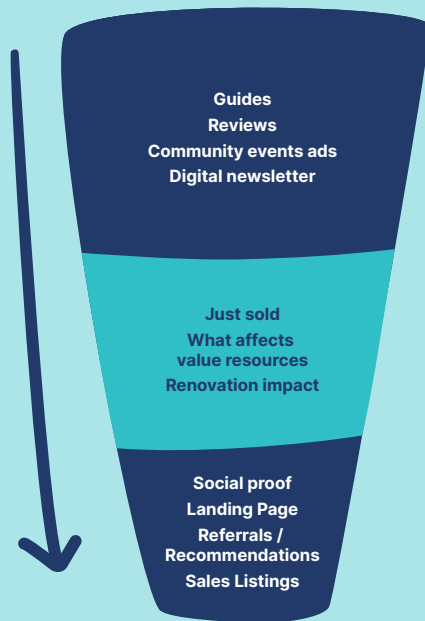 Guides
Reviews
Community events ads
Digital newsletter
Just sold
What affects
value resources
Renovation impact
Social proof
Landing Page
Referrals /
Recommendations
Sales Listings